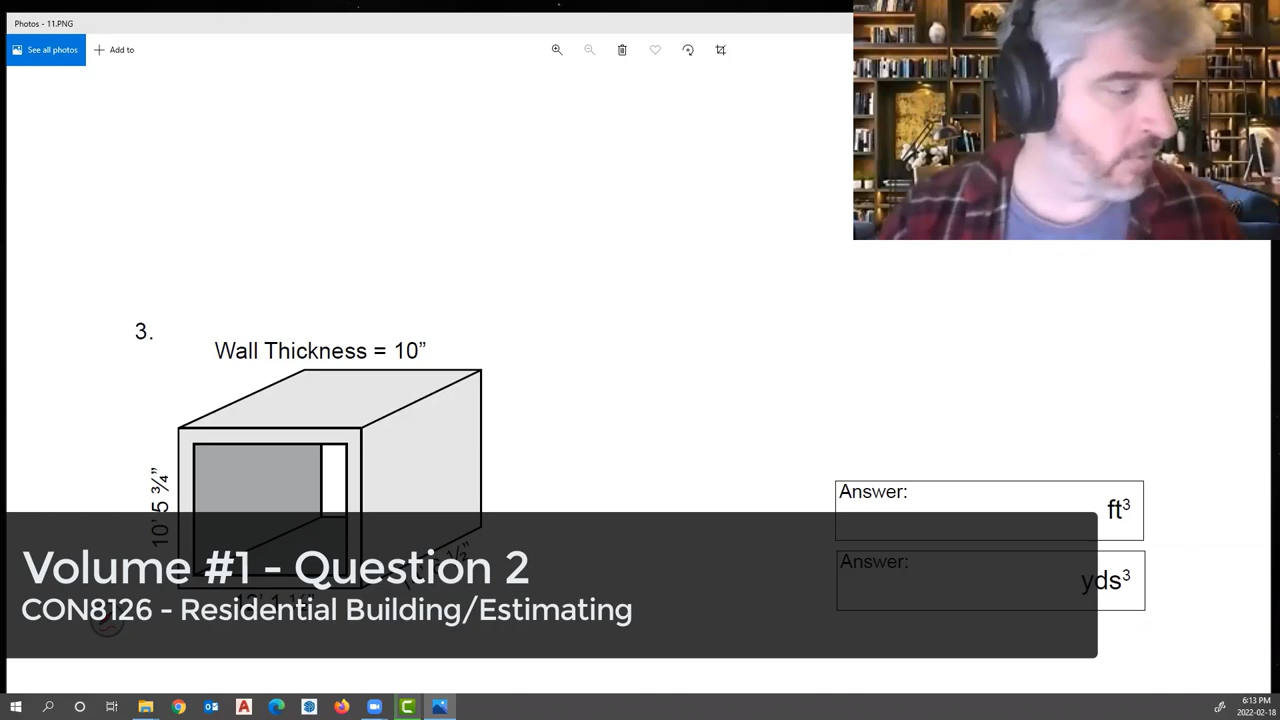 Photos - 11.PNG
See all photos
Add to
3.
Wall Thickness = 10”
10' 5 ¾”
Answer:
ft³
Answer:
yds³
Volume #1 - Question 2
CON8126 - Residential Building/Estimating
6:13 PM
2022-02-18